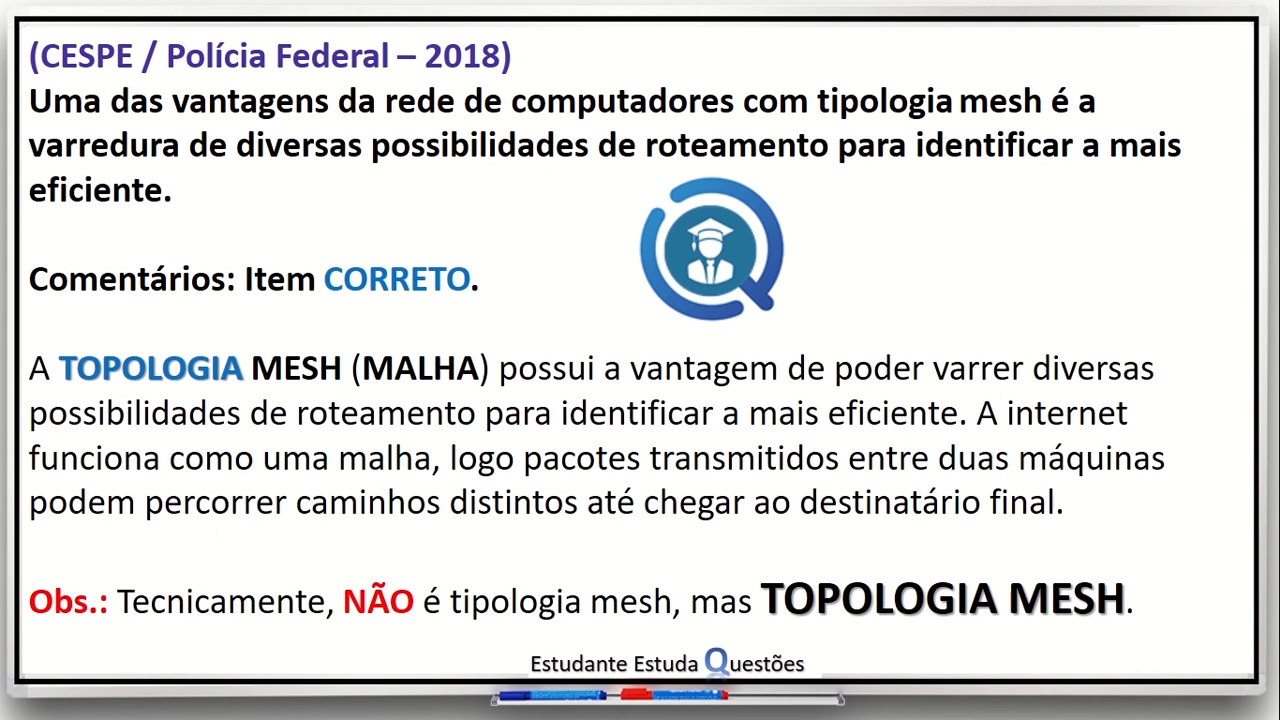 (CESPE / Polícia Federal – 2018)
Uma das vantagens da rede de computadores com tipologia mesh é a
varredura de diversas possibilidades de roteamento para identificar a mais
eficiente.
Comentários: Item CORRETO.
A TOPOLOGIA MESH (MALHA) possui a vantagem de poder varrer diversas
possibilidades de roteamento para identificar a mais eficiente. A internet
funciona como uma malha, logo pacotes transmitidos entre duas máquinas
podem percorrer caminhos distintos até chegar ao destinatário final.
Obs.: Tecnicamente, NÃO é tipologia mesh, mas TOPOLOGIA MESH.
Estudante Estuda Questões